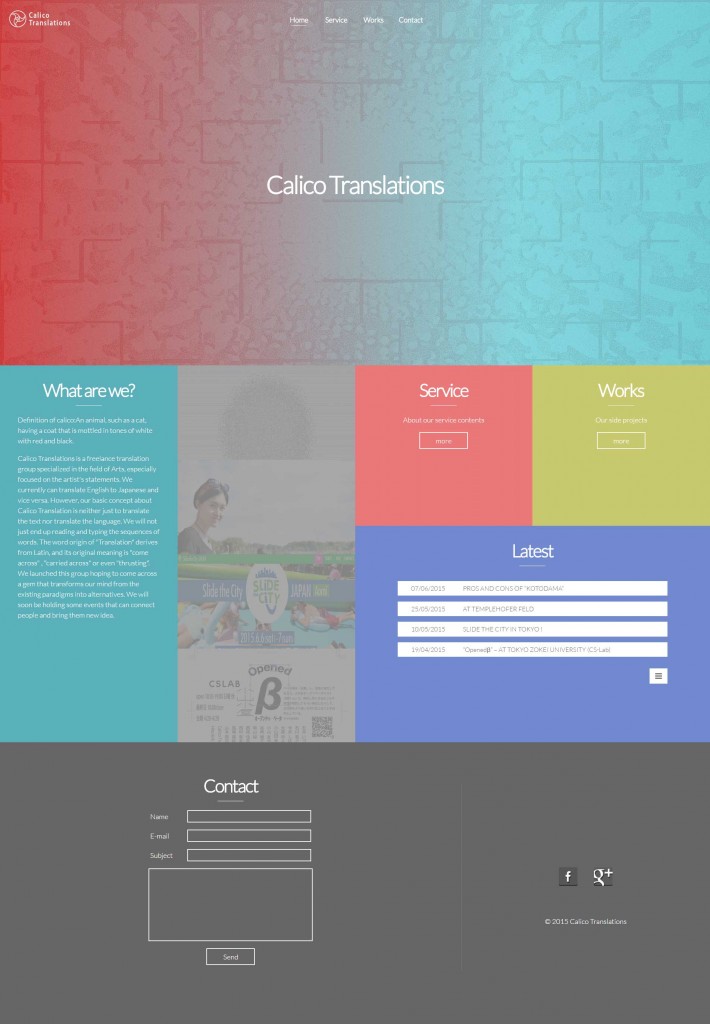 Calico
Translations
Home Service Works Contact
Calico Translations
What are we?
Definition of calico:An animal, such as a cat,
having a coat that is mottled in tones of white
with red and black.
Calico Translations is a freelance translation
group specialized in the field of Arts, especially
focused on the artist's statements. We
currently can translate English to Japanese and
vice versa. However, our basic concept about
Calico Translation is neither just to translate
the text nor translate the language. We will not
just end up reading and typing the sequences of
words. The word origin of "Translation" derives
from Latin, and its original meaning is "come
across" , "carried across" or even "thrusting".
We launched this group hoping to come across
a gem that transforms our mind from the
existing paradigms into alternatives. We will
soon be holding some events that can connect
people and bring them new idea.
Slide the City
SLIDE
the
CITY
JAPAN
2015.6.6sat-7sun
Opened
CSLAB
β
Service
About our service contents
more
Works
Our side projects
more
Latest
07/06/2015 PROS AND CONS OF "KOTODAMA"
25/05/2015 AT TEMPLEHOFER FELD
10/05/2015 SLIDE THE CITY IN TOKYO !
19/04/2015 "Openedβ" – AT TOKYO ZOKEI UNIVERSITY (CS-Lab)
Contact
Name
E-mail
Subject
Send
f g+
© 2015 Calico Translations